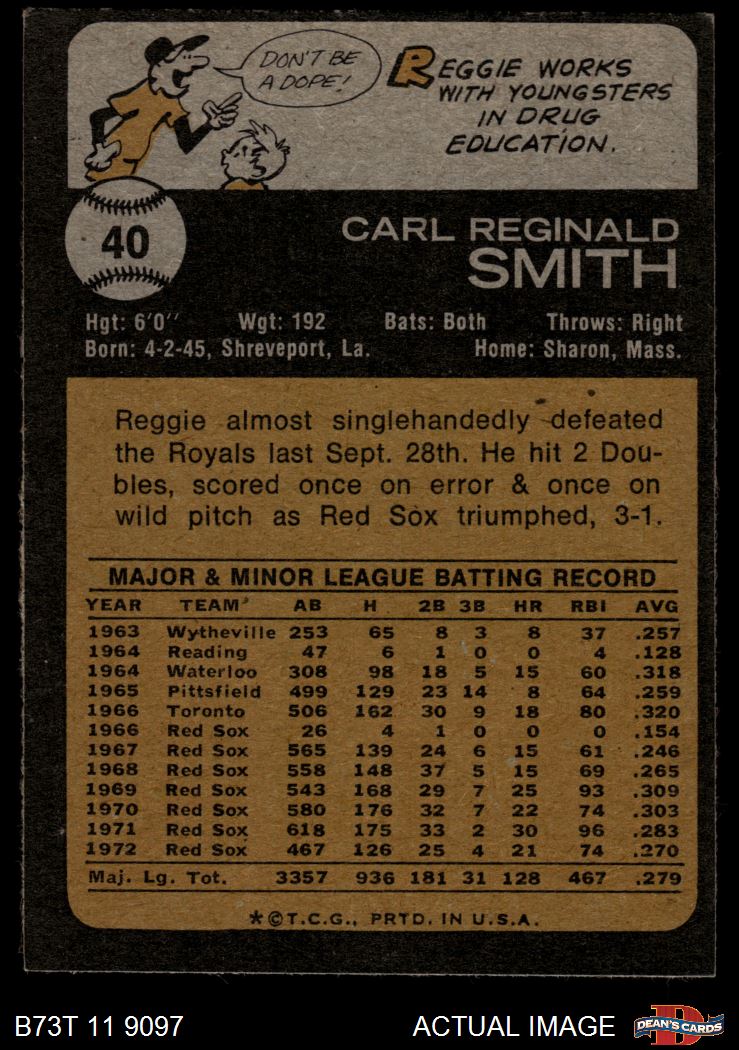 DON'T BE
A DOPE!
REGGIE WORKS
WITH YOUNGSTERS
IN DRUG
EDUCATION.
40
CARL REGINALD
SMITH
Hgt: 6'0" Wgt: 192 Bats: Both Throws: Right
Born: 4-2-45, Shreveport, La. Home: Sharon, Mass.
Reggie almost singlehandedly defeated
the Royals last Sept. 28th. He hit 2 Dou-
bles, scored once on error & once on
wild pitch as Red Sox triumphed, 3-1.
MAJOR & MINOR LEAGUE BATTING RECORD
YEAR TEAM AB H 2B 3B HR RBI AVG
1963 Wytheville 253 65 8 3 8 37 .257
1964 Reading 47 6 1 0 0 4 .128
1964 Waterloo 308 98 18 5 15 60 .318
1965 Pittsfield 499 129 23 14 8 64 .259
1966 Toronto 506 162 30 9 18 80 .320
1966 Red Sox 26 4 1 0 0 0 .154
1967 Red Sox 565 139 24 6 15 61 .246
1968 Red Sox 558 148 37 5 15 69 .265
1969 Red Sox 543 168 29 7 25 93 .309
1970 Red Sox 580 176 32 7 22 74 .303
1971 Red Sox 618 175 33 2 30 96 .283
1972 Red Sox 467 126 25 4 21 74 .270
Maj. Lg. Tot. 3357 936 181 31 128 467 .279
*©T.C.G., PRTD. IN U.S.A.
B73T 11 9097 ACTUAL IMAGE D DEAN'S CARDS